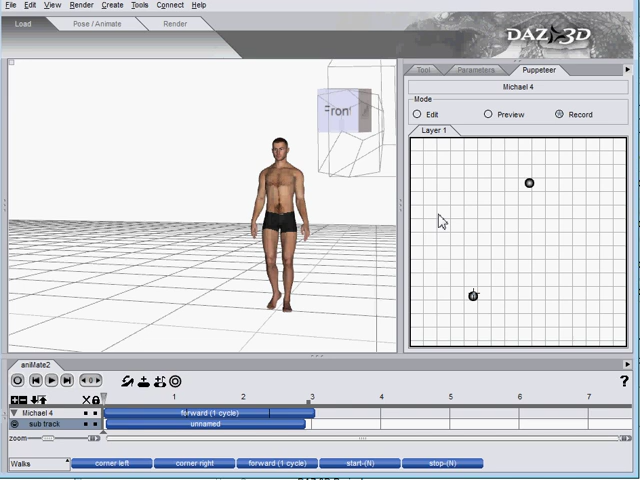 File Edit View Render Create Tools Connect Help
Load Pose / Animate Render
DAZ 3D
Tool Parameters Puppeteer
Michael 4
Mode
Edit Preview Record
Layer 1
Front
aniMate2
0
?
1 2 3 4 5 6 7
Michael 4 forward (1 cycle)
sub track unnamed
zoom
Walks corner left corner right forward (1 cycle) start-(N) stop-(N)